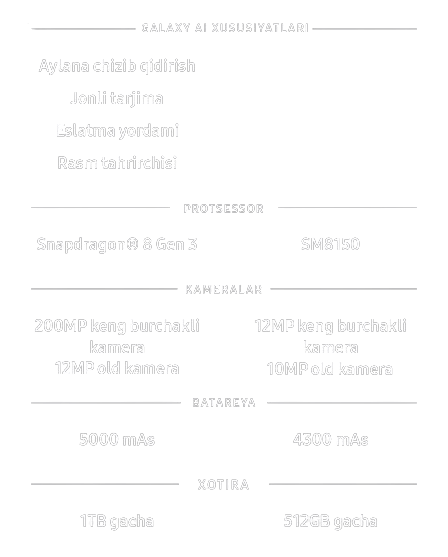 GALAXY AI XUSUSIYATLARI
Aylana chizib qidirish
Jonli tarjima
Eslatma yordami
Rasm tahrirchisi
PROTSESSOR
Snapdragon® 8 Gen 3 SM8150
KAMERALAR
200MP keng burchakli 12MP keng burchakli
kamera kamera
12MP old kamera 10MP old kamera
BATAREYA
5000 mAs 4300 mAs
XOTIRA
1TB gacha 512GB gacha